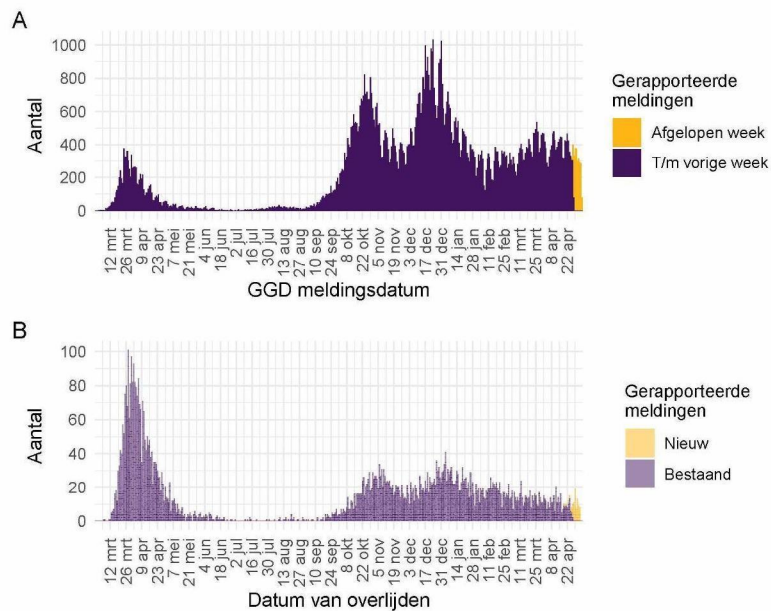 A
1000
800
600
400
200
0
Aantal
12 mrt
26 mrt
9 apr
23 apr
7 mei
21 mei
4 jun
18 jun
2 jul
16 jul
30 jul
13 aug
27 aug
10 sep
24 sep
8 okt
22 okt
5 nov
19 nov
3 dec
17 dec
31 dec
14 jan
28 jan
11 feb
25 feb
11 mrt
25 mrt
8 apr
22 apr
GGD meldingsdatum
Gerapporteerde
meldingen
Afgelopen week
T/m vorige week
B
100
80
60
40
20
0
Aantal
12 mrt
26 mrt
9 apr
23 apr
7 mei
21 mei
4 jun
18 jun
2 jul
16 jul
30 jul
13 aug
27 aug
10 sep
24 sep
8 okt
22 okt
5 nov
19 nov
3 dec
17 dec
31 dec
14 jan
28 jan
11 feb
25 feb
11 mrt
25 mrt
8 apr
22 apr
Datum van overlijden
Gerapporteerde
meldingen
Nieuw
Bestaand